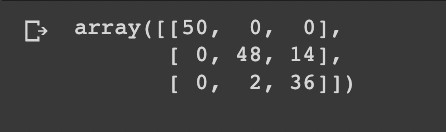 array([[50,  0,  0],
       [ 0, 48, 14],
       [ 0,  2, 36]])